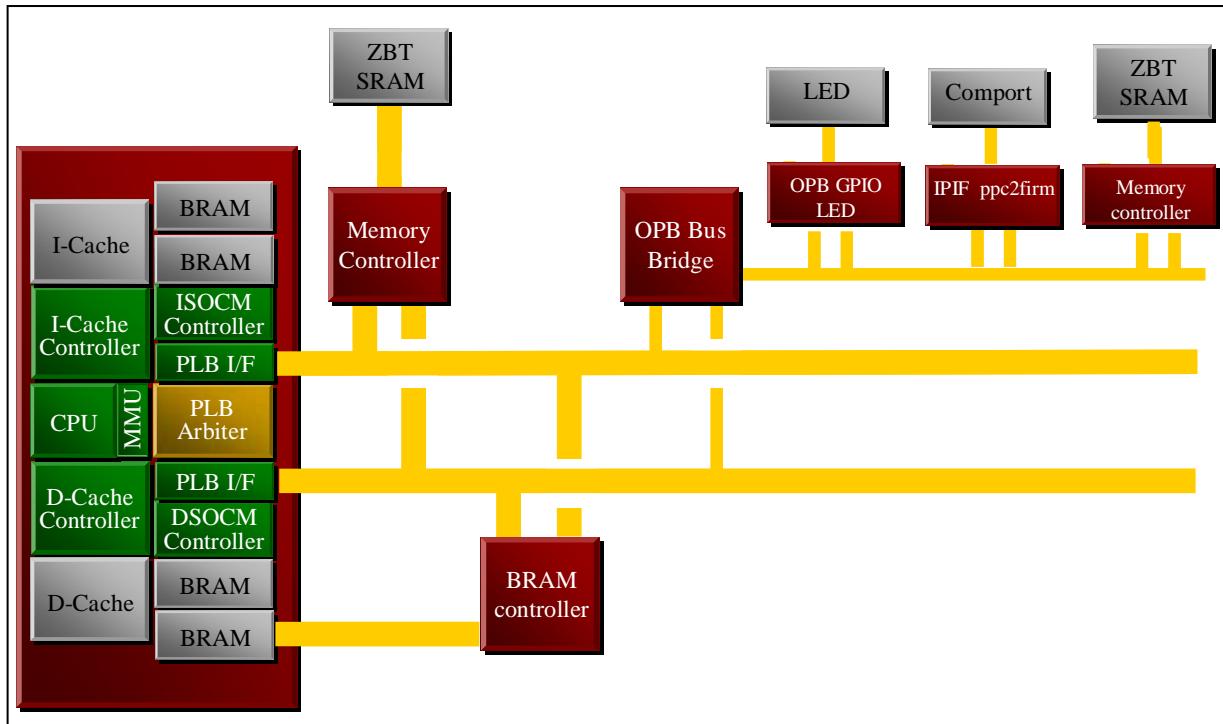 ZBT
SRAM
LED
Comport
ZBT
SRAM
OPB GPIO
LED
IPIF ppc2firm
Memory
controller
Memory
Controller
OPB Bus
Bridge
I-Cache
BRAM
BRAM
I-Cache
Controller
ISOCM
Controller
PLB I/F
CPU
MMU
PLB
Arbiter
D-Cache
Controller
PLB I/F
DSOCM
Controller
D-Cache
BRAM
BRAM
BRAM
controller